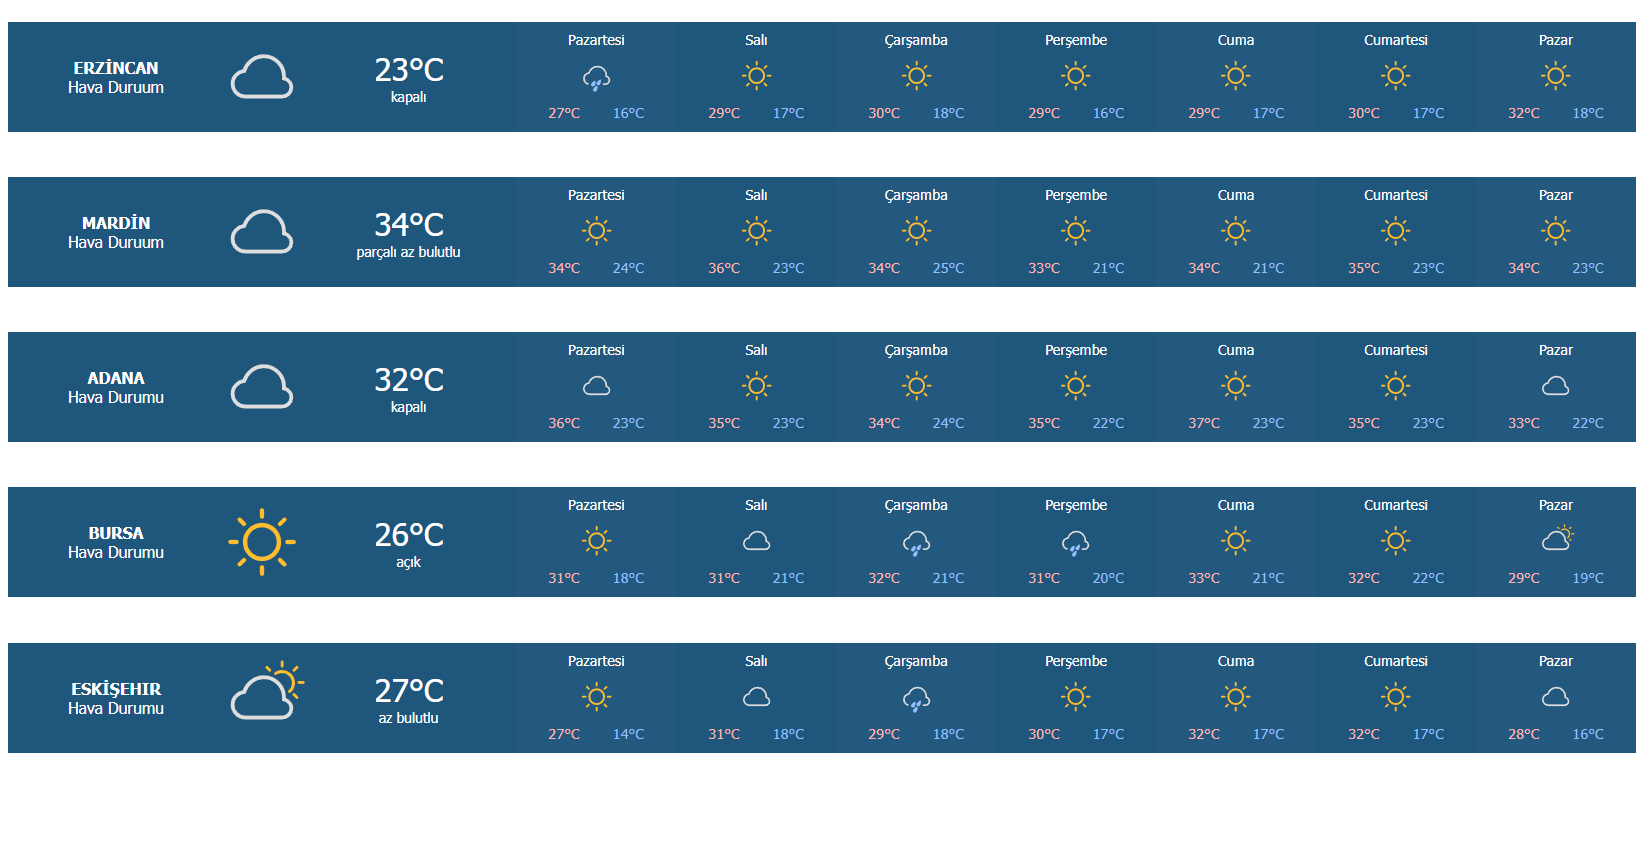 ERZİNCAN
Hava Duruum
23°C
kapalı
Pazartesi
27°C 16°C
Salı
29°C 17°C
Çarşamba
30°C 18°C
Perşembe
29°C 16°C
Cuma
29°C 17°C
Cumartesi
30°C 17°C
Pazar
32°C 18°C
MARDİN
Hava Duruum
34°C
parçalı az bulutlu
Pazartesi
34°C 24°C
Salı
36°C 23°C
Çarşamba
34°C 25°C
Perşembe
33°C 21°C
Cuma
34°C 21°C
Cumartesi
35°C 23°C
Pazar
34°C 23°C
ADANA
Hava Durumu
32°C
kapalı
Pazartesi
36°C 23°C
Salı
35°C 23°C
Çarşamba
34°C 24°C
Perşembe
35°C 22°C
Cuma
37°C 23°C
Cumartesi
35°C 23°C
Pazar
33°C 22°C
BURSA
Hava Durumu
26°C
açık
Pazartesi
31°C 18°C
Salı
31°C 21°C
Çarşamba
32°C 21°C
Perşembe
31°C 20°C
Cuma
33°C 21°C
Cumartesi
32°C 22°C
Pazar
29°C 19°C
ESKİŞEHIR
Hava Durumu
27°C
az bulutlu
Pazartesi
27°C 14°C
Salı
31°C 18°C
Çarşamba
29°C 18°C
Perşembe
30°C 17°C
Cuma
32°C 17°C
Cumartesi
32°C 17°C
Pazar
28°C 16°C